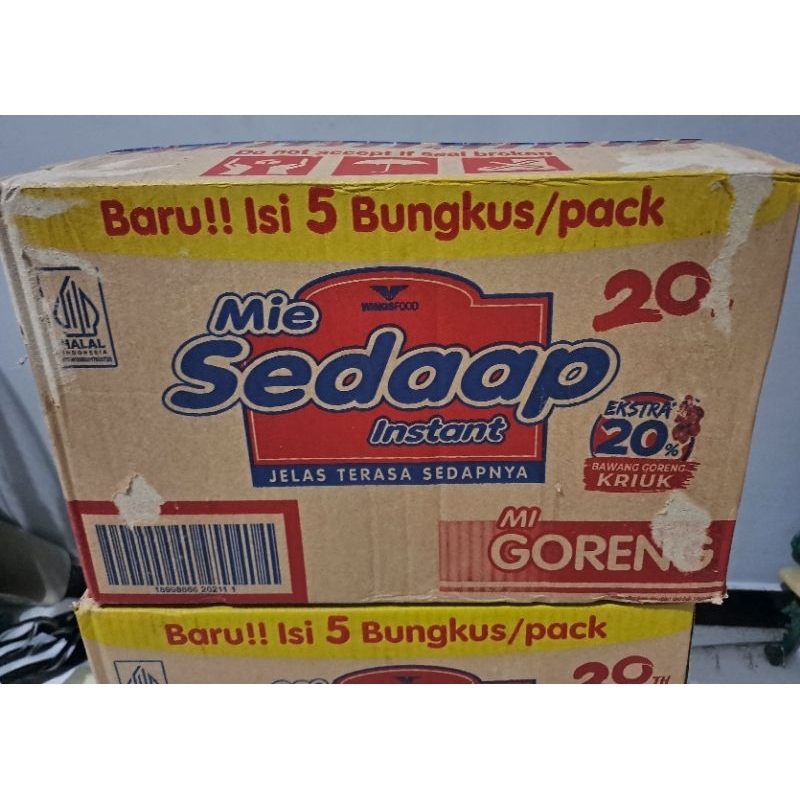 Do not accept if seal broken
Baru!! Isi 5 Bungkus/pack
HALAL
INDONESIA
WINGSFOOD
Mie
Sedaap
Instant
JELAS TERASA SEDAPNYA
20
EKSTRA
20%
BAWANG GORENG
KRIUK
MI
GORENG
Baru!! Isi 5 Bungkus/pack
20TH